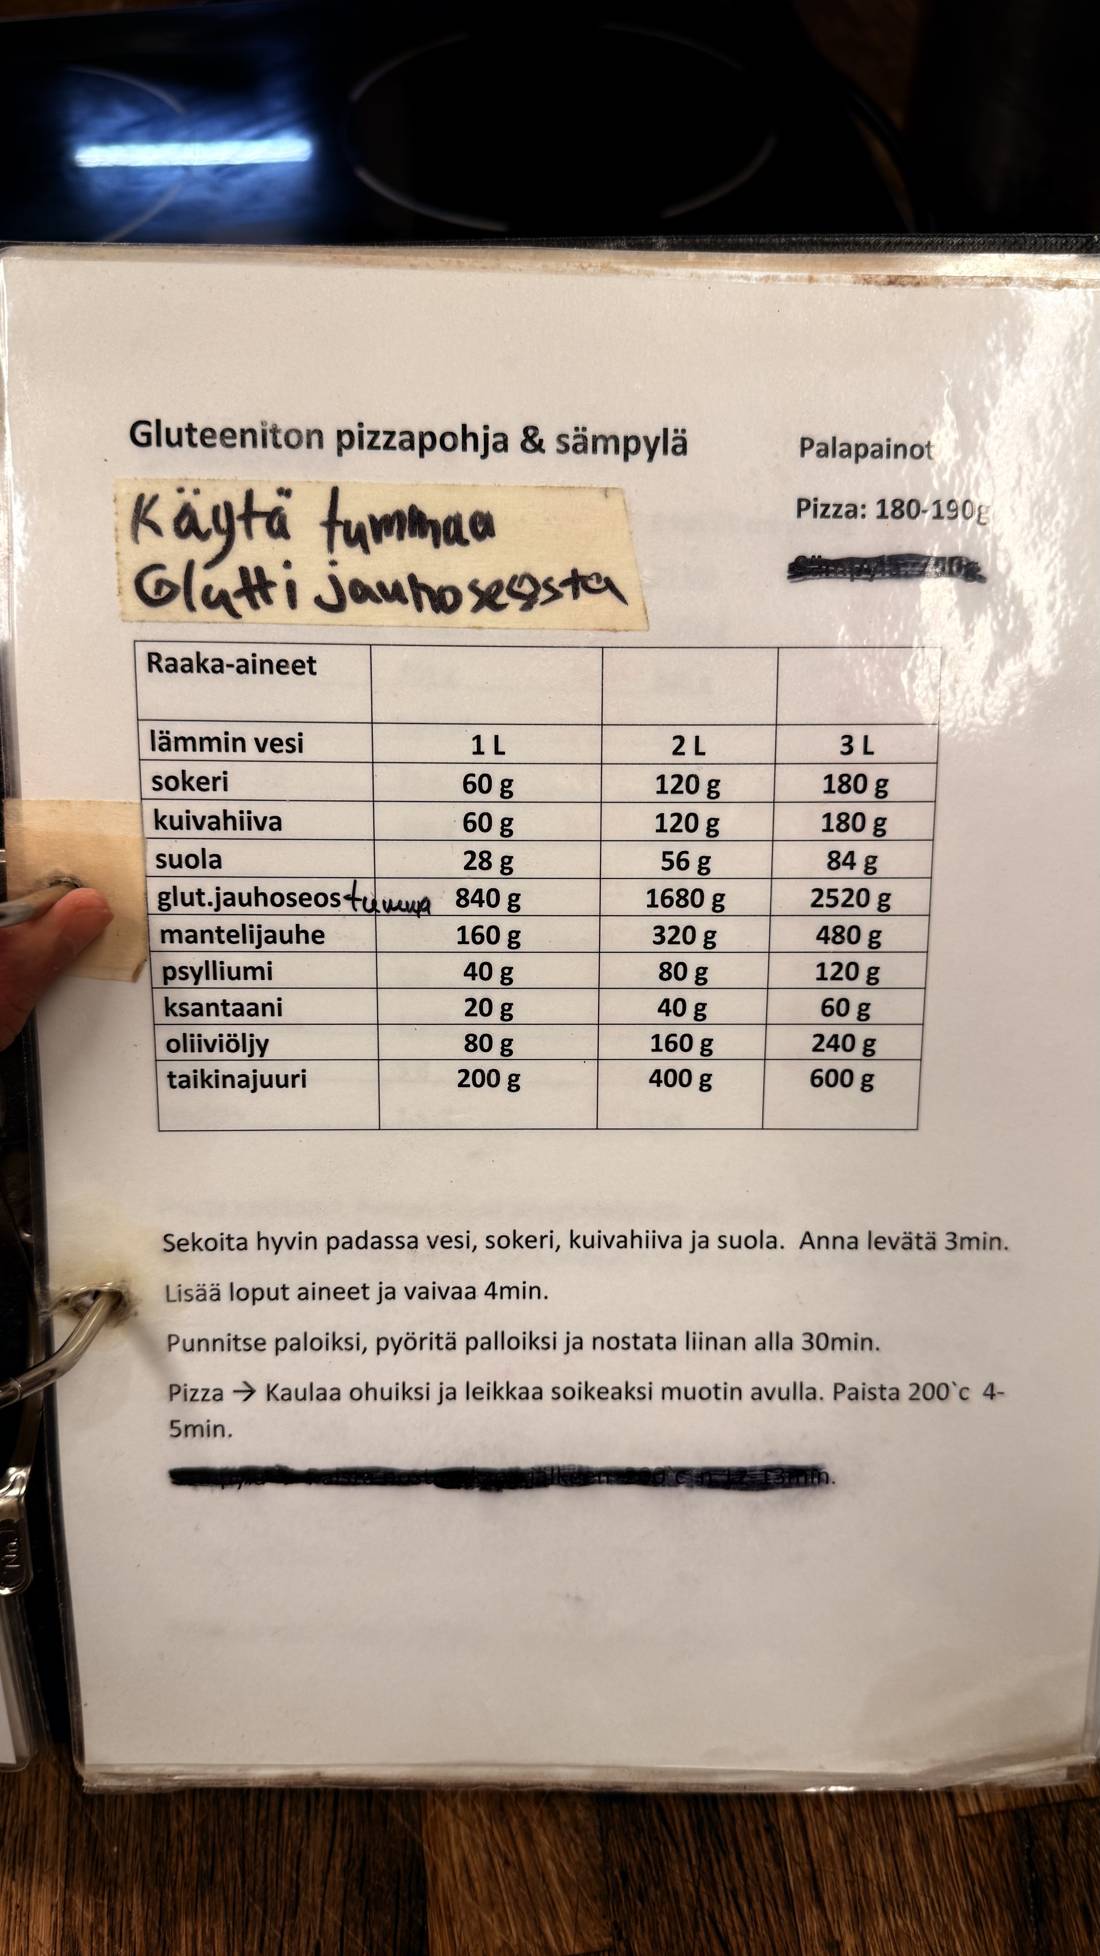 Gluteeniton pizzapohja & sämpylä
Palapainot
Pizza: 180-190g
Käytä tummaa
Glutti jauhoseosta
Raaka-aineet
lämmin vesi 1 L 2 L 3 L
sokeri 60 g 120 g 180 g
kuivahiiva 60 g 120 g 180 g
suola 28 g 56 g 84 g
glut.jauhoseos tumma 840 g 1680 g 2520 g
mantelijauhe 160 g 320 g 480 g
psylliumi 40 g 80 g 120 g
ksantaani 20 g 40 g 60 g
oliiviöljy 80 g 160 g 240 g
taikinajuuri 200 g 400 g 600 g
Sekoita hyvin padassa vesi, sokeri, kuivahiiva ja suola. Anna levätä 3min.
Lisää loput aineet ja vaivaa 4min.
Punnitse paloiksi, pyöritä palloiksi ja nostata liinan alla 30min.
Pizza → Kaulaa ohuiksi ja leikkaa soikeaksi muotin avulla. Paista 200`c 4-
5min.